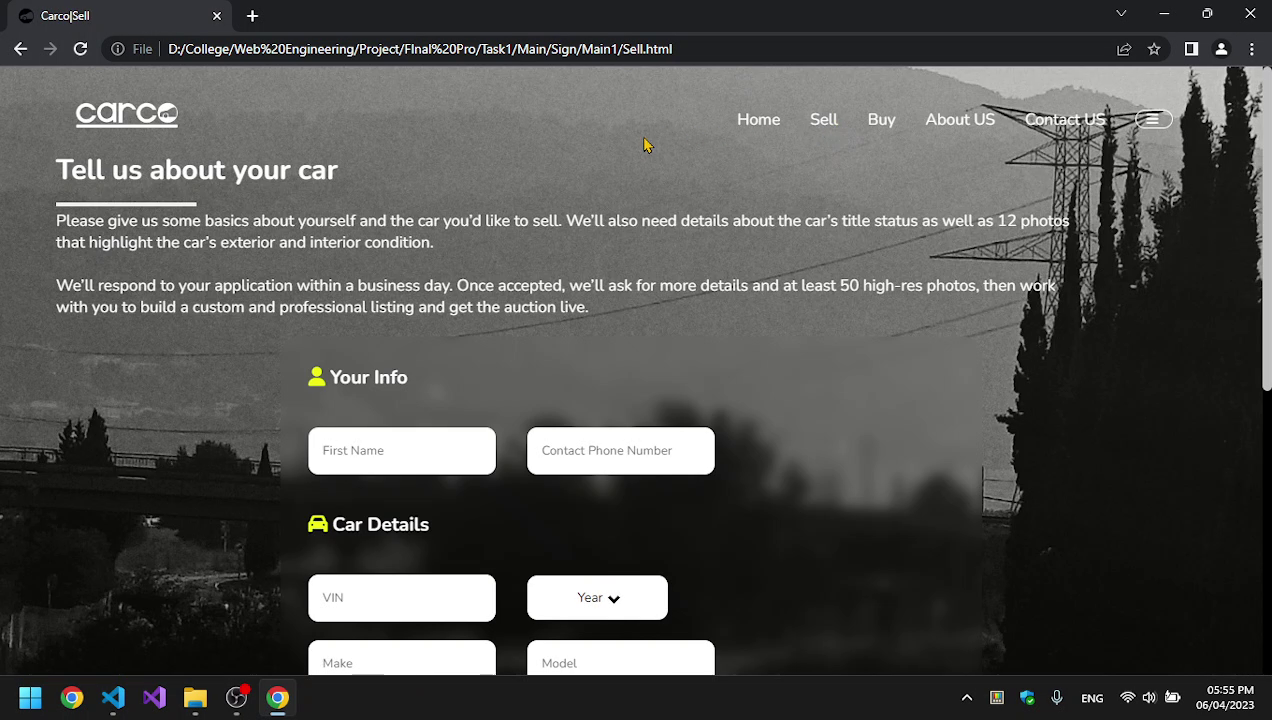 Carco|Sell
File
D:/College/Web%20Engineering/Project/FInal%20Pro/Task1/Main/Sign/Main1/Sell.html
carco
Home
Sell
Buy
About US
Contact US
Tell us about your car
Please give us some basics about yourself and the car you’d like to sell. We’ll also need details about the car’s title status as well as 12 photos
that highlight the car’s exterior and interior condition.
We’ll respond to your application within a business day. Once accepted, we’ll ask for more details and at least 50 high-res photos, then work
with you to build a custom and professional listing and get the auction live.
Your Info
First Name
Contact Phone Number
Car Details
VIN
Year
Make
Model
ENG
05:55 PM
06/04/2023